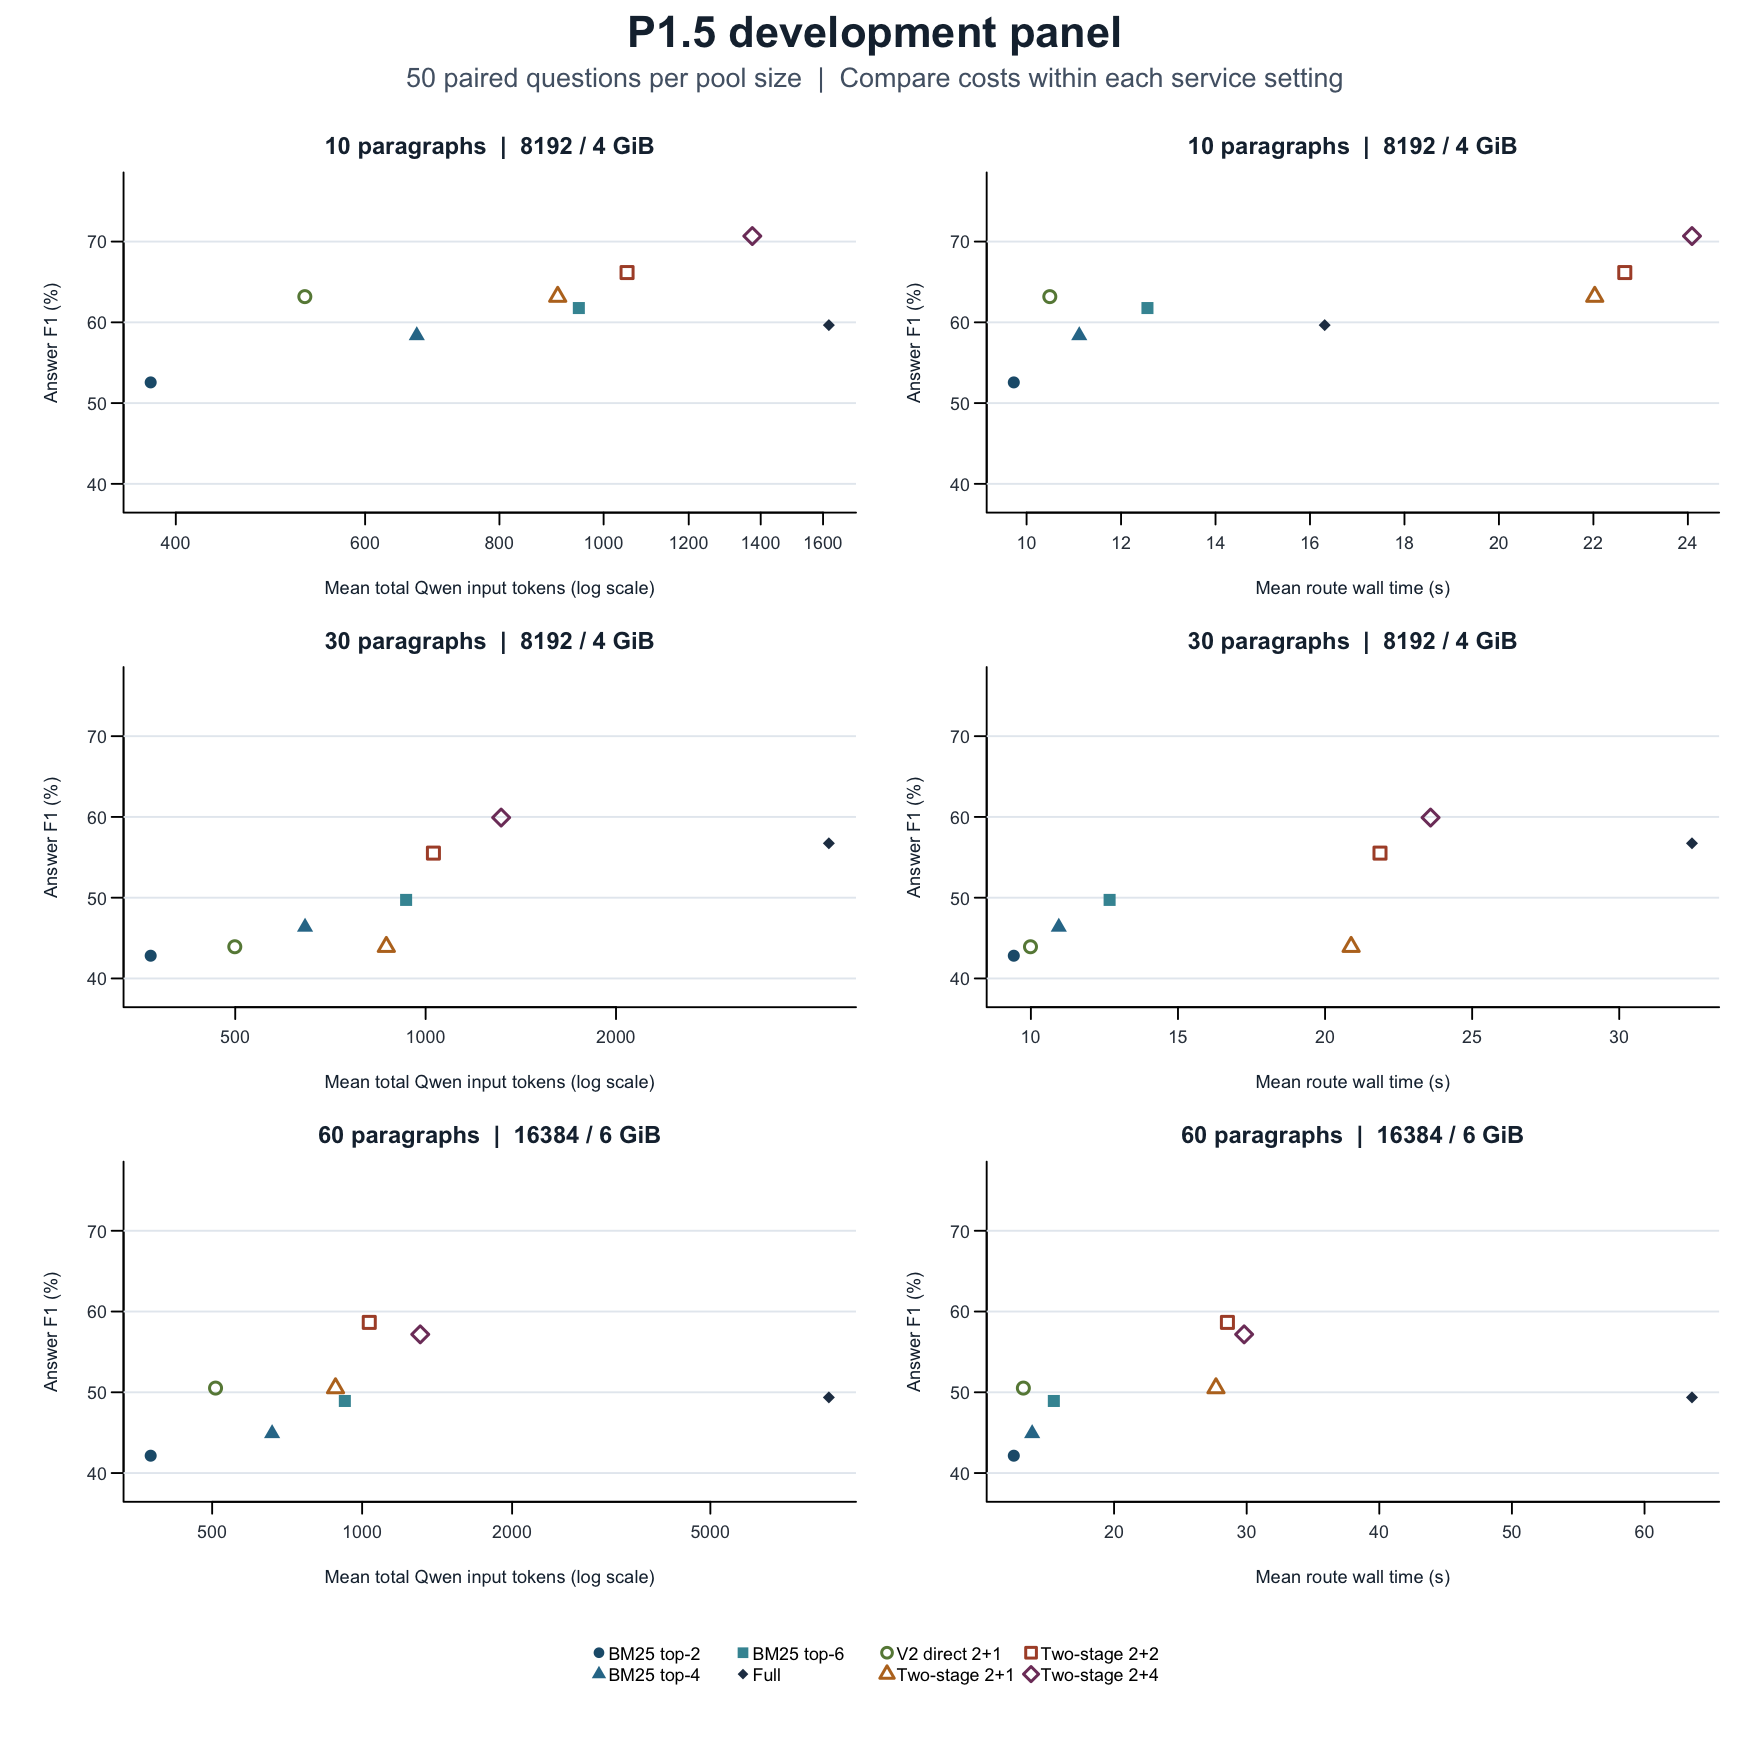 P1.5 development panel
50 paired questions per pool size | Compare costs within each service setting
10 paragraphs | 8192 / 4 GiB
Answer F1 (%)
70
60
50
40
400 600 800 1000 1200 1400 1600
Mean total Qwen input tokens (log scale)
10 paragraphs | 8192 / 4 GiB
Answer F1 (%)
70
60
50
40
10 12 14 16 18 20 22 24
Mean route wall time (s)
30 paragraphs | 8192 / 4 GiB
Answer F1 (%)
70
60
50
40
500 1000 2000
Mean total Qwen input tokens (log scale)
30 paragraphs | 8192 / 4 GiB
Answer F1 (%)
70
60
50
40
10 15 20 25 30
Mean route wall time (s)
60 paragraphs | 16384 / 6 GiB
Answer F1 (%)
70
60
50
40
500 1000 2000 5000
Mean total Qwen input tokens (log scale)
60 paragraphs | 16384 / 6 GiB
Answer F1 (%)
70
60
50
40
20 30 40 50 60
Mean route wall time (s)
BM25 top-2 BM25 top-6 V2 direct 2+1 Two-stage 2+2
BM25 top-4 Full Two-stage 2+1 Two-stage 2+4